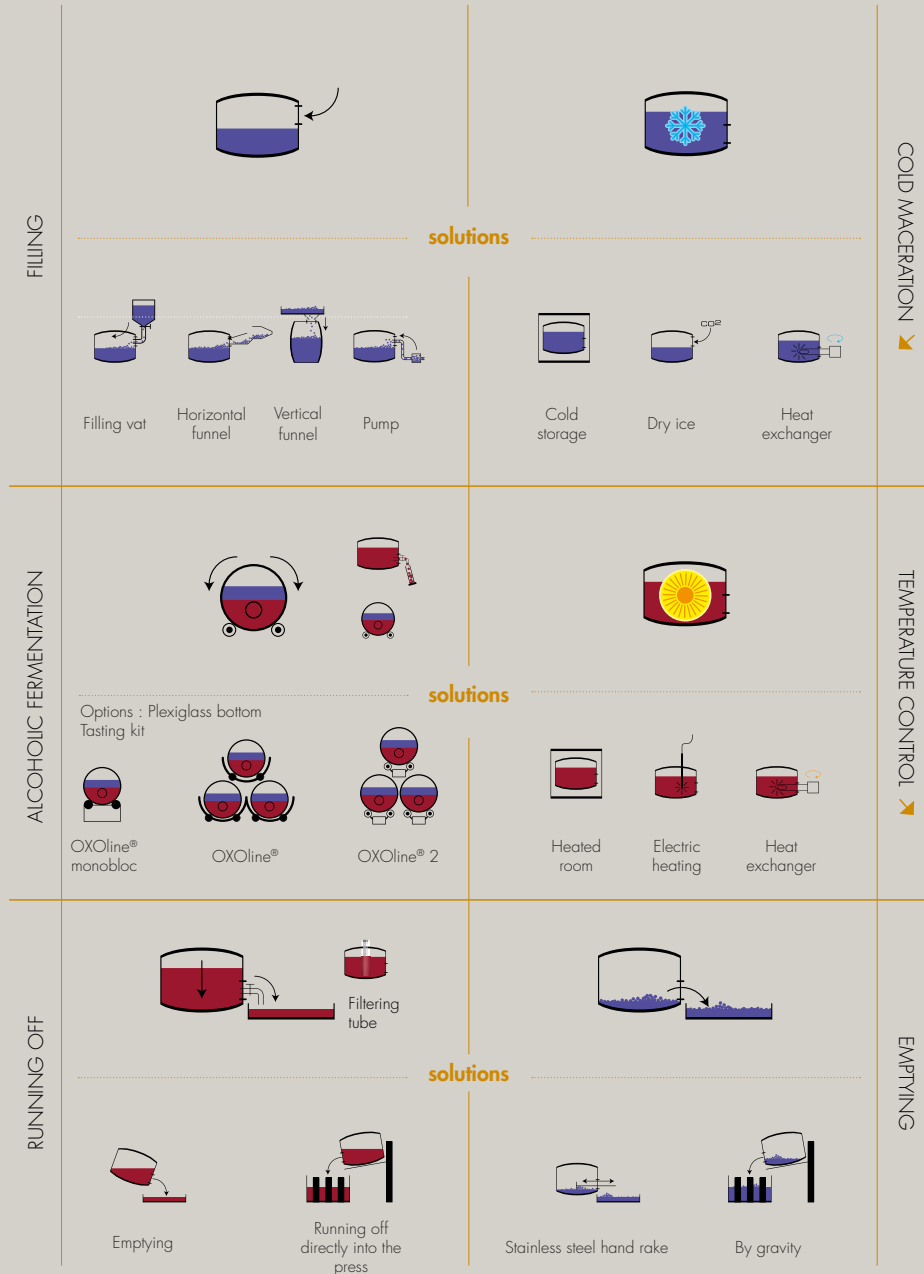 FILLING
COLD MACERATION
solutions
Filling vat
Horizontal
funnel
Vertical
funnel
Pump
CO2
Cold
storage
Dry ice
Heat
exchanger
ALCOHOLIC FERMENTATION
TEMPERATURE CONTROL
solutions
Options : Plexiglass bottom
Tasting kit
OXOline®
monobloc
OXOline®
OXOline® 2
Heated
room
Electric
heating
Heat
exchanger
RUNNING OFF
EMPTYING
Filtering
tube
solutions
Emptying
Running off
directly into the
press
Stainless steel hand rake
By gravity